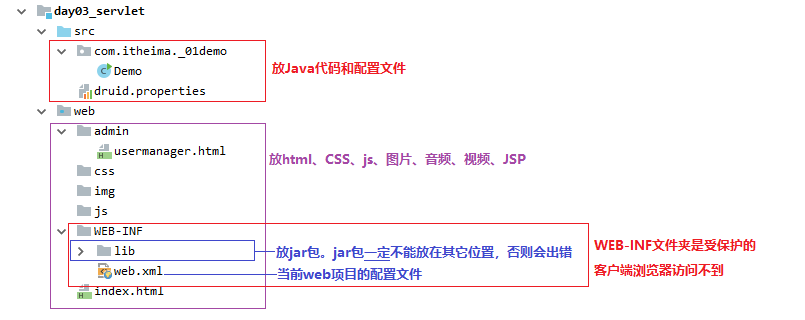 day03_servlet
src
com.itheima._01demo
Demo
druid.properties
放Java代码和配置文件
web
admin
usermanager.html
css
img
js
放html、CSS、js、图片、音频、视频、JSP
WEB-INF
lib
放jar包。jar包一定不能放在其它位置，否则会出错
web.xml
当前web项目的配置文件
index.html
WEB-INF文件夹是受保护的
客户端浏览器访问不到